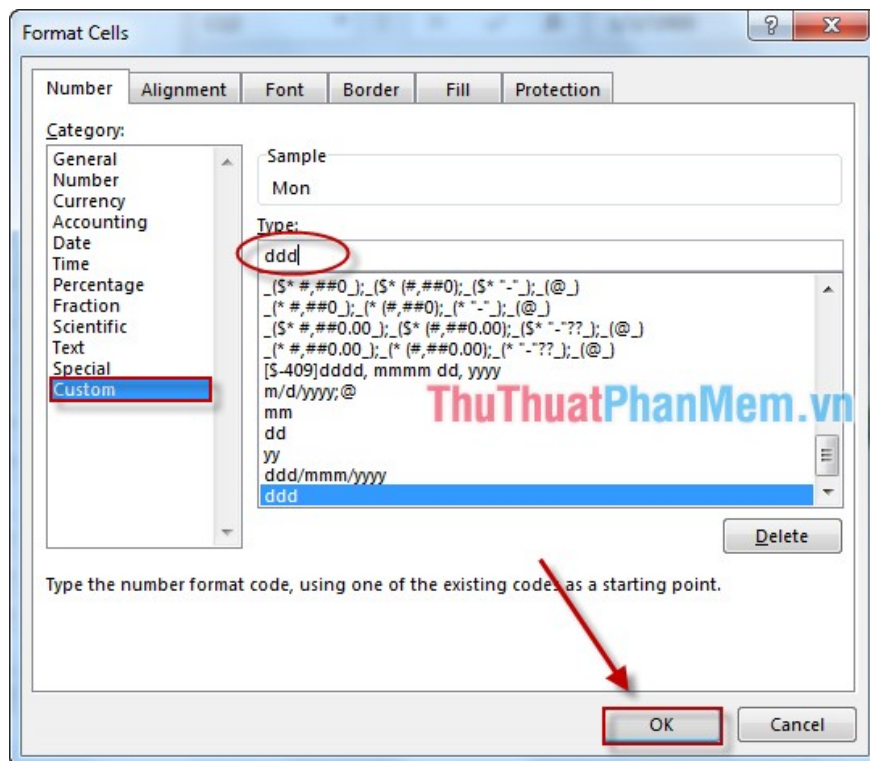 Format Cells
Number Alignment Font Border Fill Protection
Category:
General
Number
Currency
Accounting
Date
Time
Percentage
Fraction
Scientific
Text
Special
Custom
Sample
Mon
Type:
ddd
_($* #,##0_);_($* (#,##0);_($* "-"_);_(@_)
_(* #,##0_);_(* (#,##0);_(* "-"_);_(@_)
_($* #,##0.00_);_($* (#,##0.00);_($* "-"??_);_(@_)
_(* #,##0.00_);_(* (#,##0.00);_(* "-"??_);_(@_)
[$-409]dddd, mmmm dd, yyyy
m/d/yyyy;@
mm
dd
yy
ddd/mmm/yyyy
ddd
ThuThuatPhanMem.vn
Delete
Type the number format code, using one of the existing codes as a starting point.
OK Cancel